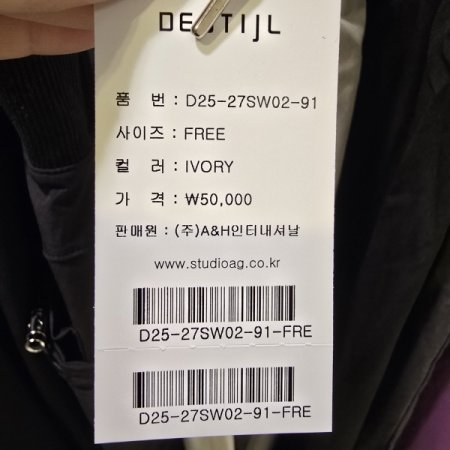 DESTIJL
품 번 : D25-27SW02-91
사이즈 : FREE
컬 러 : IVORY
가 격 : ₩50,000
판매원 : (주)A&H인터내셔날
www.studioag.co.kr
D25-27SW02-91-FRE
D25-27SW02-91-FRE